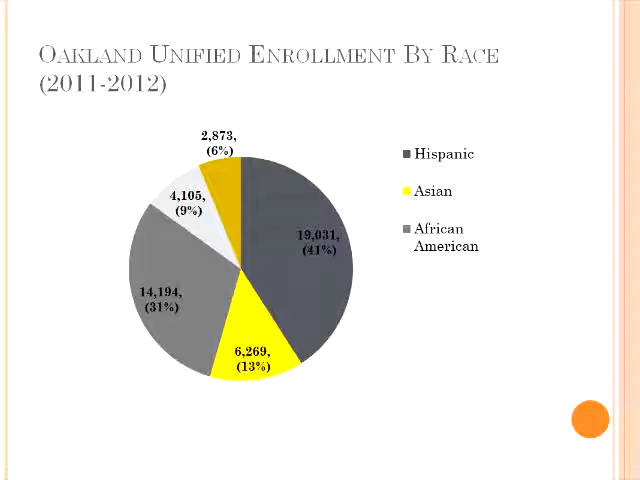 Oakland Unified Enrollment By Race
(2011-2012)
2,873,
(6%)
4,105,
(9%)
19,031,
(41%)
14,194,
(31%)
6,269,
(13%)
Hispanic
Asian
African
American